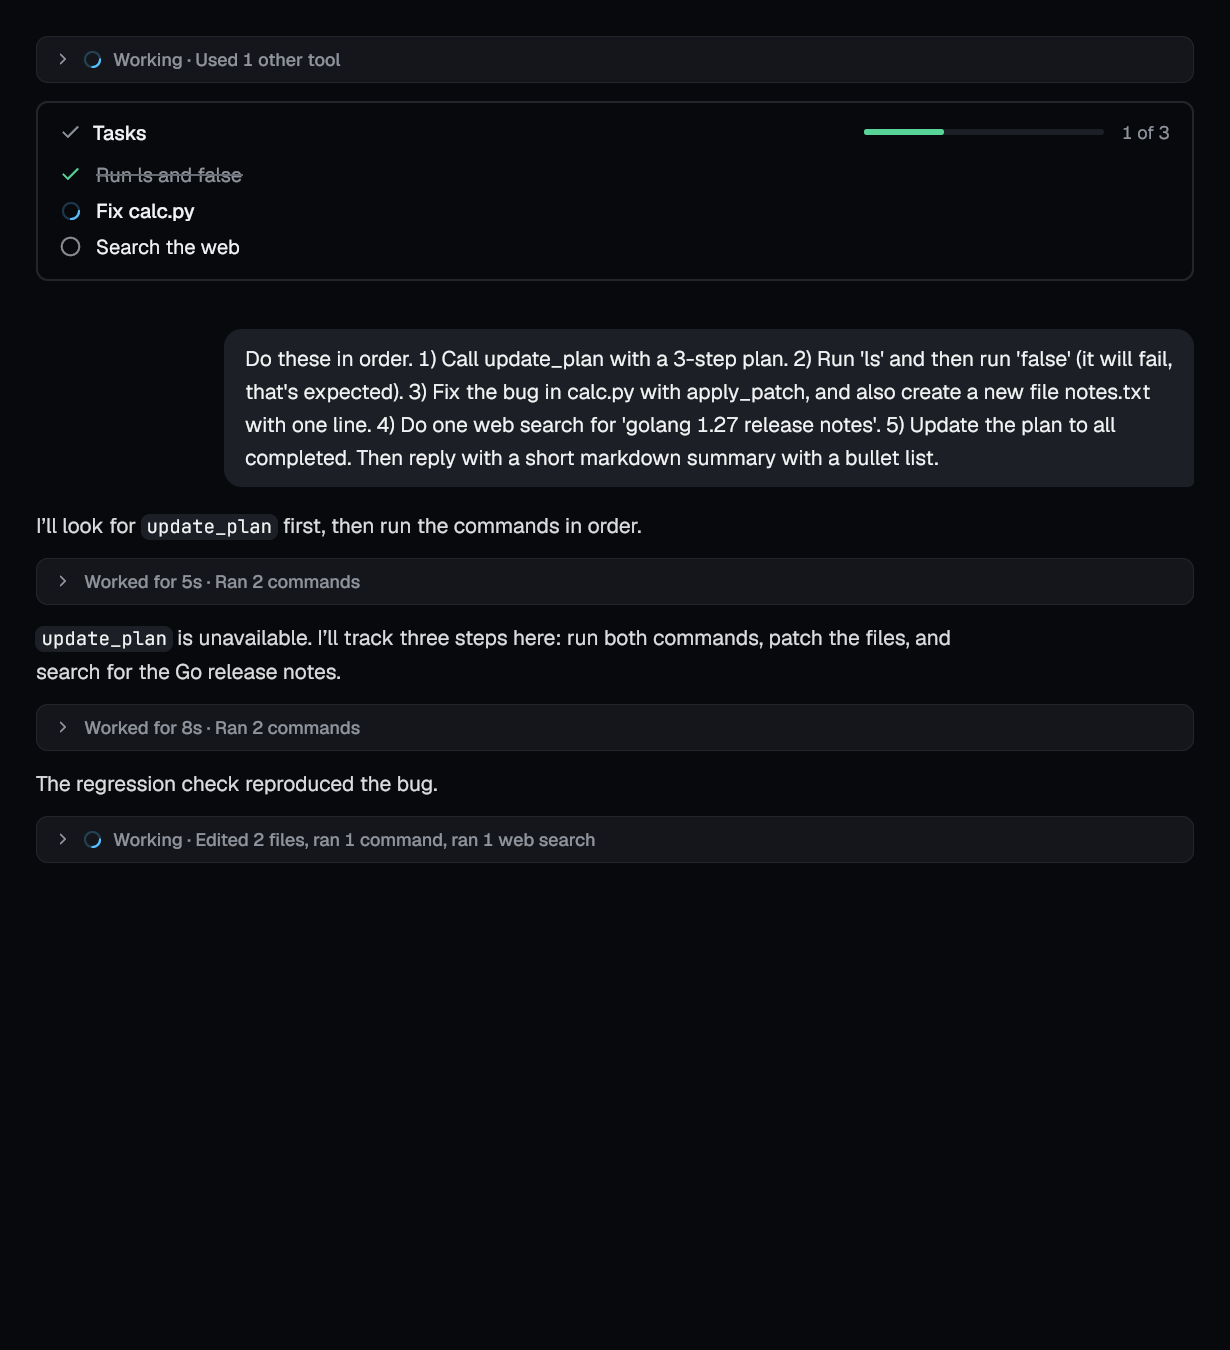 Working · Used 1 other tool
Tasks
1 of 3
Run ls and false
Fix calc.py
Search the web
Do these in order. 1) Call update_plan with a 3-step plan. 2) Run 'ls' and then run 'false' (it will fail,
that's expected). 3) Fix the bug in calc.py with apply_patch, and also create a new file notes.txt
with one line. 4) Do one web search for 'golang 1.27 release notes'. 5) Update the plan to all
completed. Then reply with a short markdown summary with a bullet list.
I’ll look for update_plan first, then run the commands in order.
Worked for 5s · Ran 2 commands
update_plan is unavailable. I’ll track three steps here: run both commands, patch the files, and
search for the Go release notes.
Worked for 8s · Ran 2 commands
The regression check reproduced the bug.
Working · Edited 2 files, ran 1 command, ran 1 web search